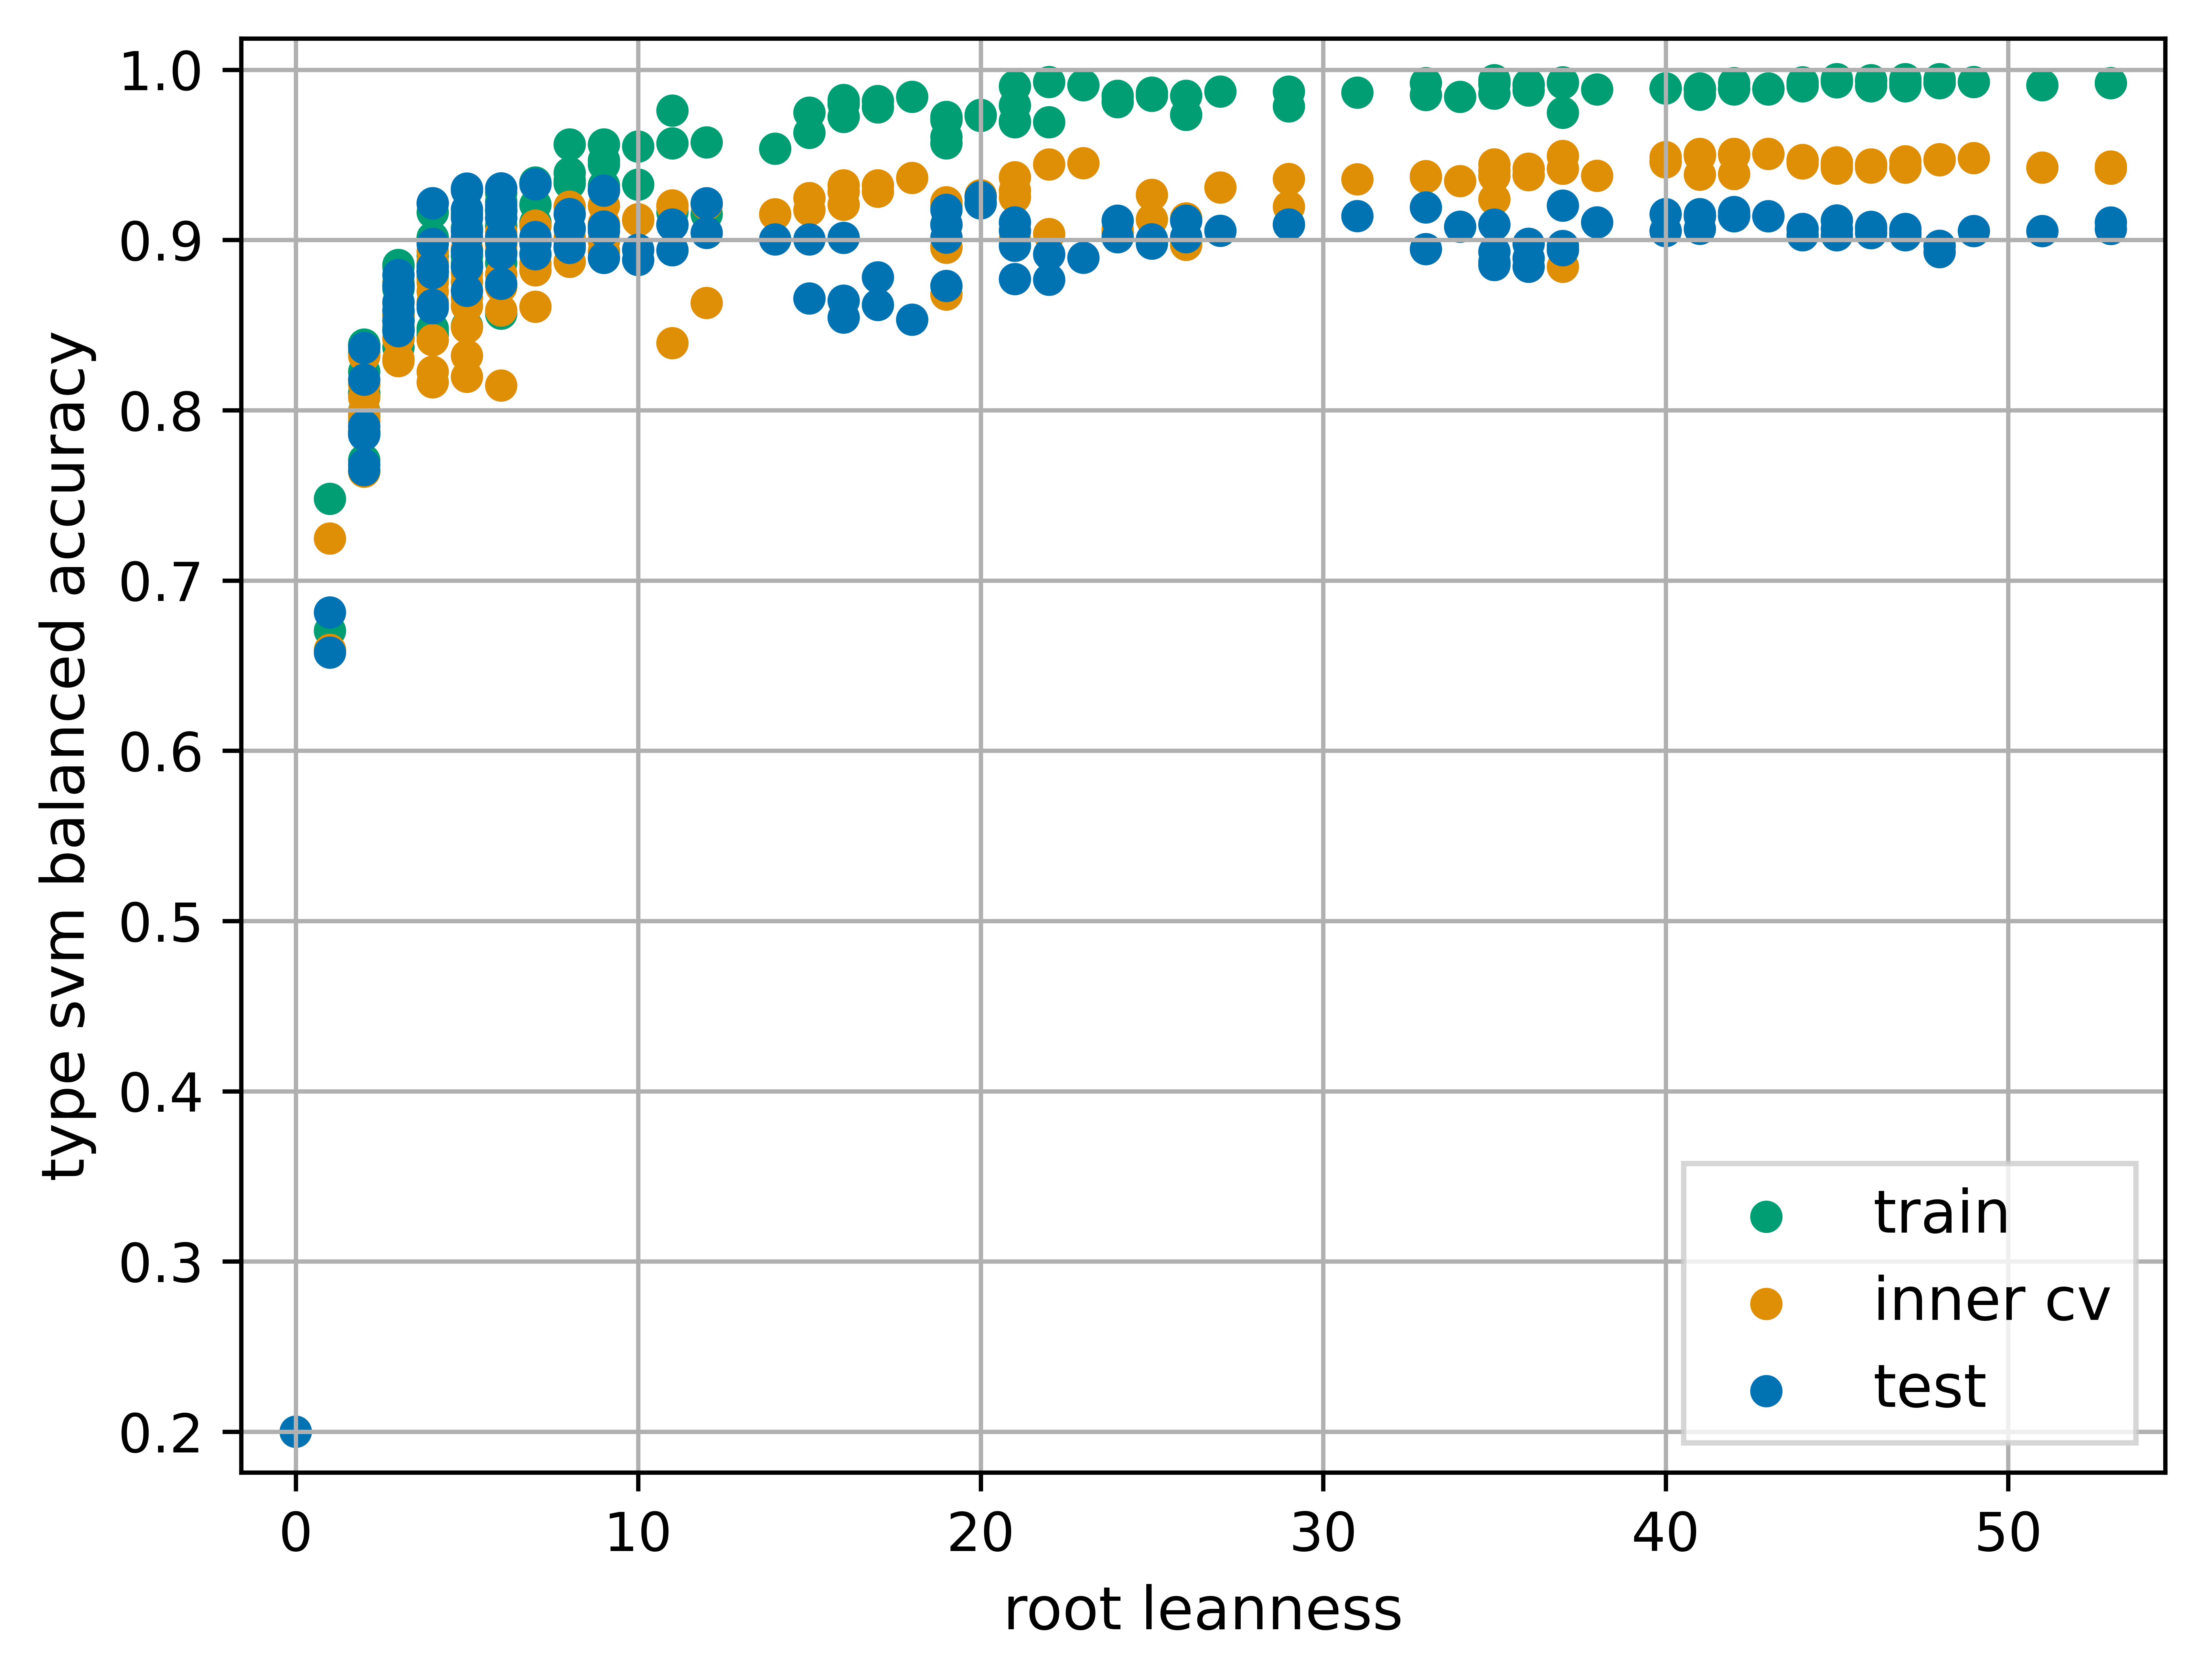 1.0
0.9
0.8
0.7
0.6
0.5
0.4
0.3
0.2
type svm balanced accuracy
train
inner cv
test
0 10 20 30 40 50
root leanness